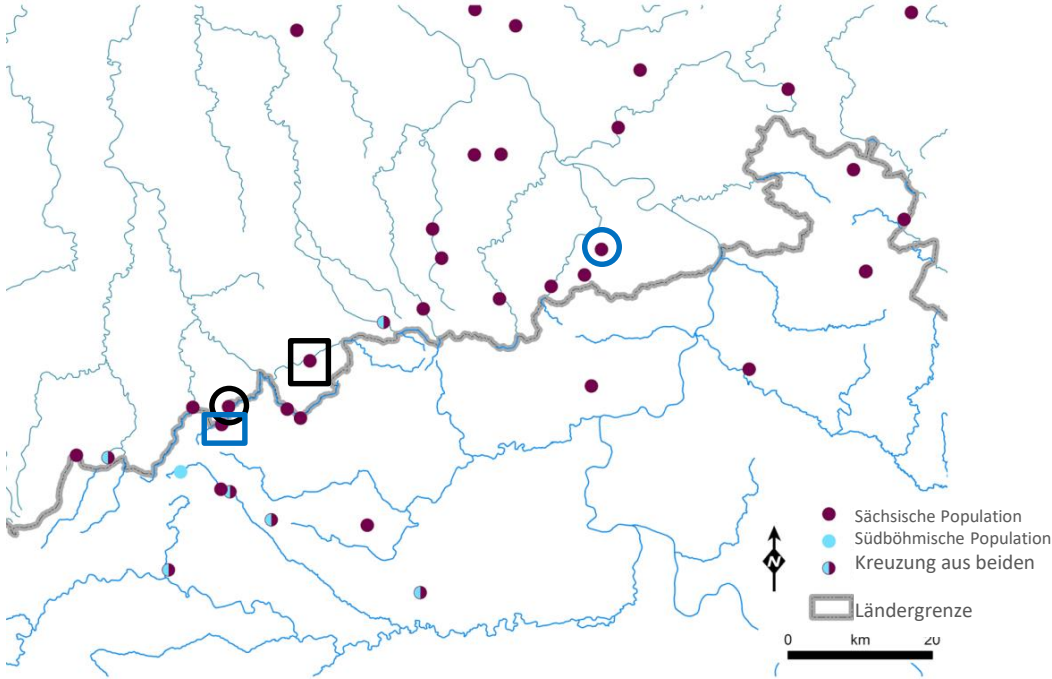 Sächsische Population
Südböhmische Population
Kreuzung aus beiden
N
Ländergrenze
0 km 20